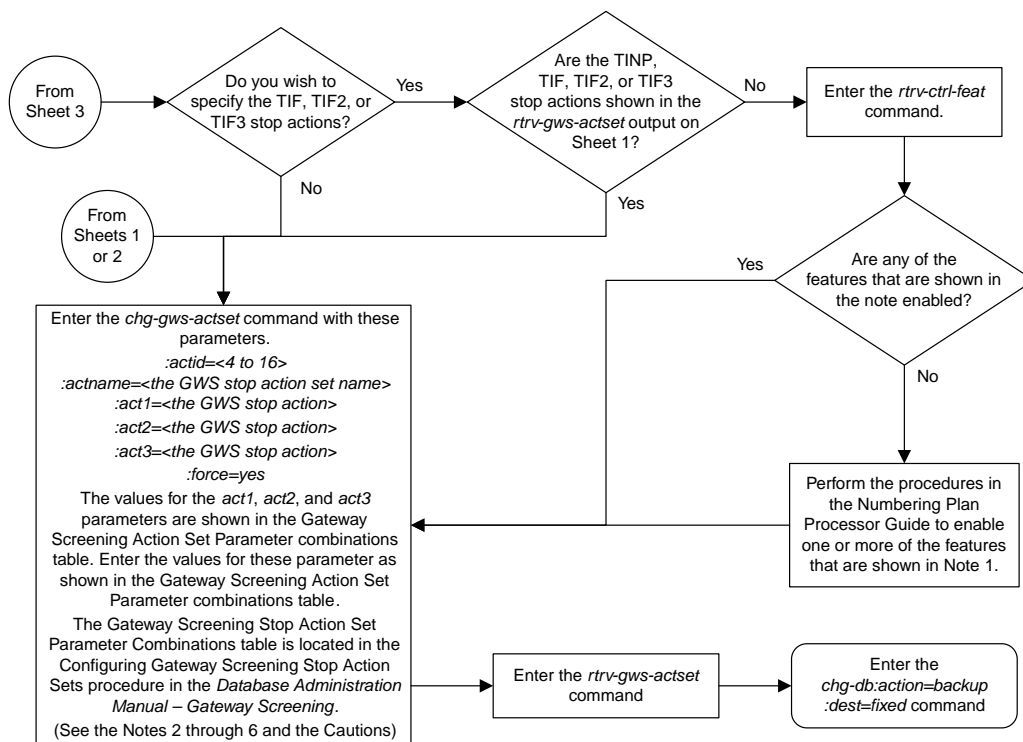 From
Sheet 3
Do you wish to
specify the TIF, TIF2, or
TIF3 stop actions?
Yes
Are the TINP,
TIF, TIF2, or TIF3
stop actions shown in the
rtrv-gws-actset output on
Sheet 1?
No
Enter the rtrv-ctrl-feat
command.
No
Yes
From
Sheets 1
or 2
Yes
Are any of the
features that are shown in
the note enabled?
No
Enter the chg-gws-actset command with these
parameters.
:actid=<4 to 16>
:actname=<the GWS stop action set name>
:act1=<the GWS stop action>
:act2=<the GWS stop action>
:act3=<the GWS stop action>
:force=yes
The values for the act1, act2, and act3
parameters are shown in the Gateway
Screening Action Set Parameter combinations
table. Enter the values for these parameter as
shown in the Gateway Screening Action Set
Parameter combinations table.
The Gateway Screening Stop Action Set
Parameter Combinations table is located in the
Configuring Gateway Screening Stop Action
Sets procedure in the Database Administration
Manual – Gateway Screening.
(See the Notes 2 through 6 and the Cautions)
Perform the procedures in
the Numbering Plan
Processor Guide to enable
one or more of the features
that are shown in Note 1.
Enter the rtrv-gws-actset
command
Enter the
chg-db:action=backup
:dest=fixed command